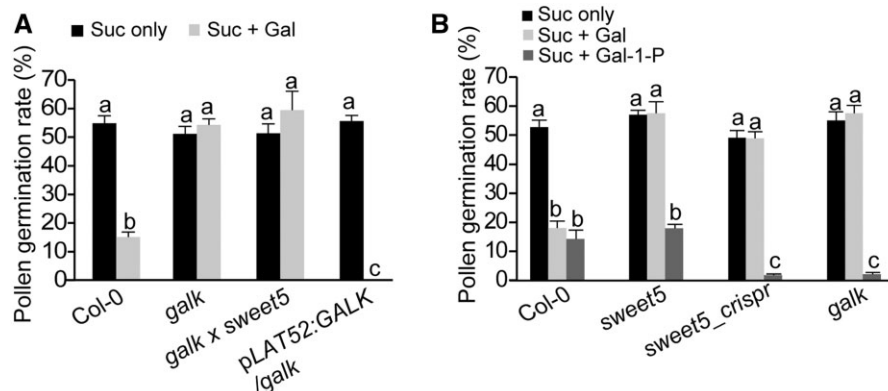 A
Suc only
Suc + Gal
Pollen germination rate (%)
70
60
50
40
30
20
10
0
a
b
a
a
a
a
a
c
Col-0
galk
galk x sweet5
pLAT52:GALK
/galk
B
Suc only
Suc + Gal
Suc + Gal-1-P
Pollen germination rate (%)
70
60
50
40
30
20
10
0
a
b
b
a
a
b
a
a
c
a
a
c
Col-0
sweet5
sweet5_crispr
galk